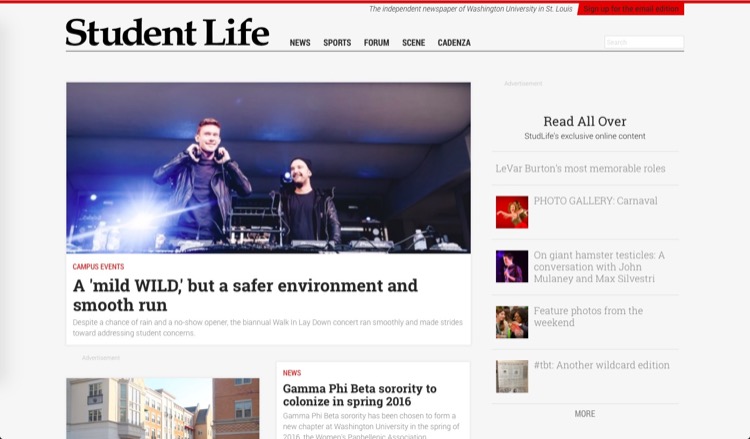 The independent newspaper of Washington University in St. Louis
Sign up for the email edition
Student Life
NEWS SPORTS FORUM SCENE CADENZA
Search
Advertisement
CAMPUS EVENTS
A 'mild WILD,' but a safer environment and
smooth run
Despite a chance of rain and a no-show opener, the biannual Walk In Lay Down concert ran smoothly and made strides
toward addressing student concerns.
Advertisement
NEWS
Gamma Phi Beta sorority to
colonize in spring 2016
Gamma Phi Beta sorority has been chosen to form a
new chapter at Washington University in the spring of
2016, the Women's Panhellenic Association
Read All Over
StudLife's exclusive online content
LeVar Burton's most memorable roles
PHOTO GALLERY: Carnaval
On giant hamster testicles: A
conversation with John
Mulaney and Max Silvestri
Feature photos from the
weekend
#tbt: Another wildcard edition
MORE